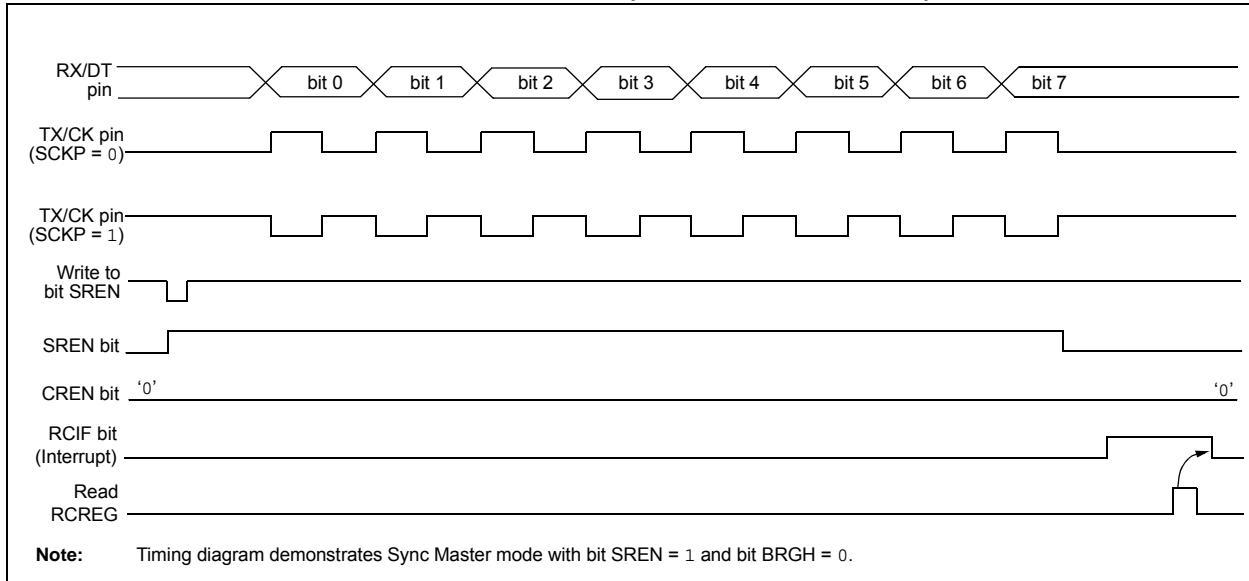 RX/DT
pin
bit 0 bit 1 bit 2 bit 3 bit 4 bit 5 bit 6 bit 7
TX/CK pin
(SCKP = 0)
TX/CK pin
(SCKP = 1)
Write to
bit SREN
SREN bit
CREN bit ‘0’ ‘0’
RCIF bit
(Interrupt)
Read
RCREG
Note: Timing diagram demonstrates Sync Master mode with bit SREN = 1 and bit BRGH = 0.